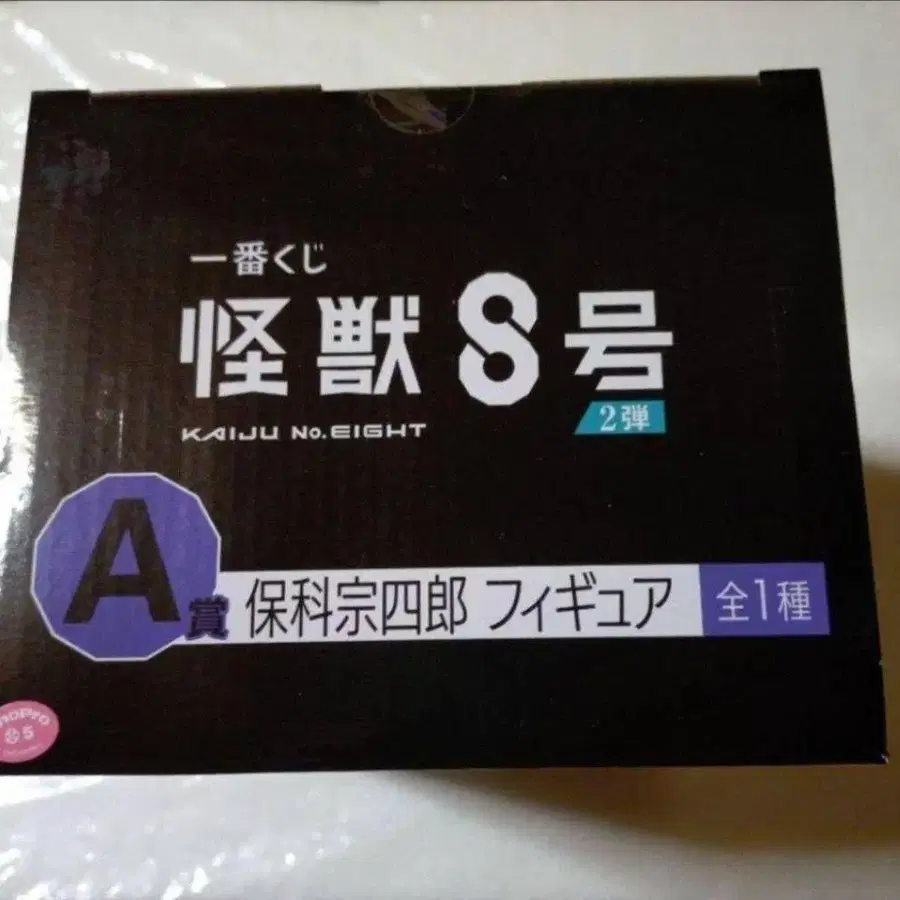 一番くじ
怪獣8号
KAIJU No.EIGHT
2弾
A賞
保科宗四郎 フィギュア
全1種
5